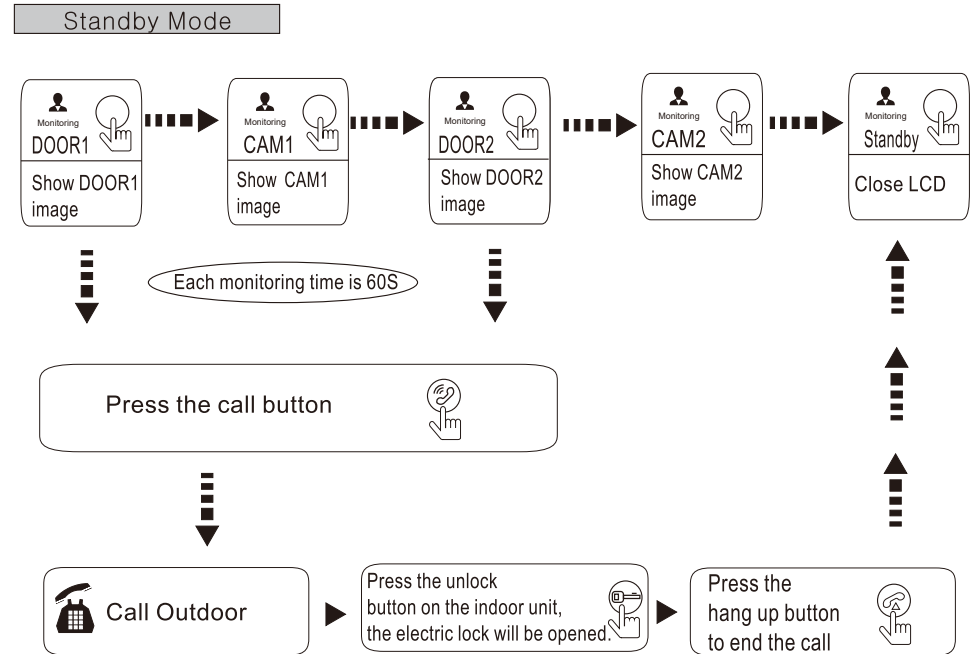 Standby Mode
Monitoring
DOOR1
Show DOOR1
image
Monitoring
CAM1
Show CAM1
image
Monitoring
DOOR2
Show DOOR2
image
Monitoring
CAM2
Show CAM2
image
Monitoring
Standby
Close LCD
Each monitoring time is 60S
Press the call button
Call Outdoor
Press the unlock
button on the indoor unit,
the electric lock will be opened.
Press the
hang up button
to end the call